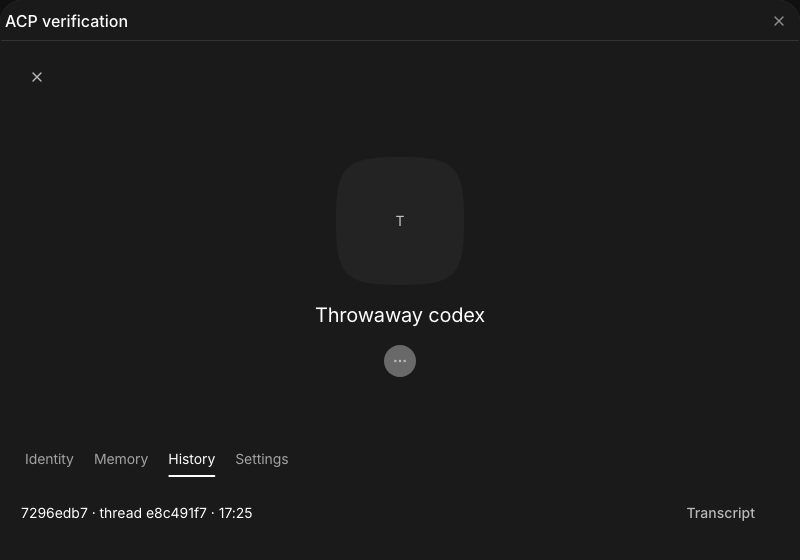 ACP verification
T
Throwaway codex
Identity Memory History Settings
7296edb7 · thread e8c491f7 · 17:25 Transcript